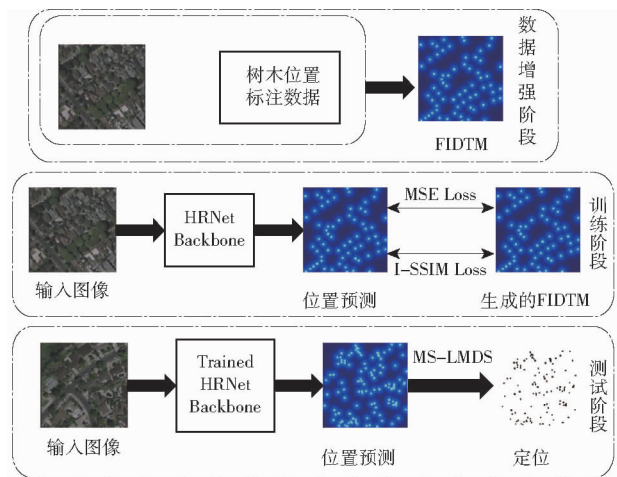 树木位置
标注数据
FIDTM
数据增强阶段
HRNet
Backbone
MSE Loss
I-SSIM Loss
输入图像
位置预测
生成的FIDTM
训练阶段
Trained
HRNet
Backbone
MS-LMDS
输入图像
位置预测
定位
测试阶段